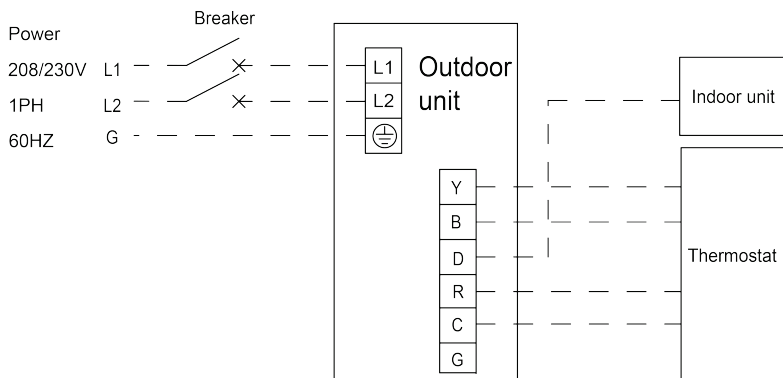 Breaker
Power
208/230V L1
1PH L2
60HZ G
L1
L2
Outdoor
unit
Indoor unit
Y
B
D
R
C
G
Thermostat